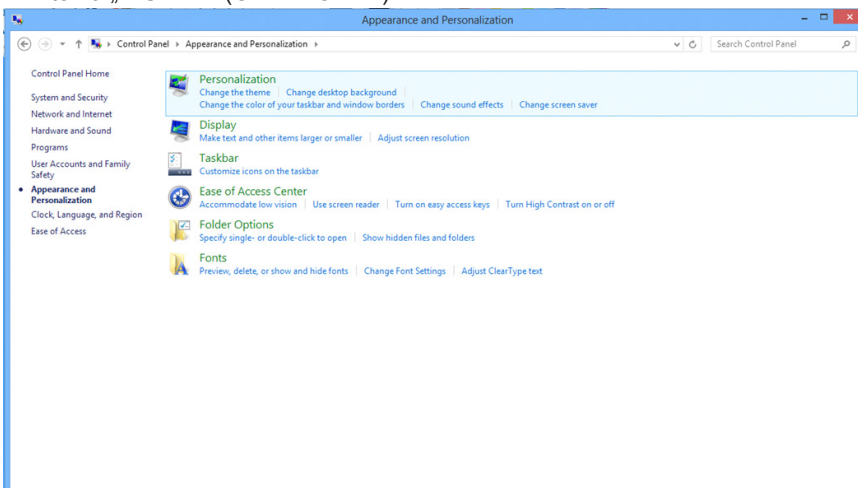 Appearance and Personalization
Control Panel Appearance and Personalization
Search Control Panel
Control Panel Home
System and Security
Network and Internet
Hardware and Sound
Programs
User Accounts and Family
Safety
Appearance and
Personalization
Clock, Language, and Region
Ease of Access
Personalization
Change the theme Change desktop background
Change the color of your taskbar and window borders Change sound effects Change screen saver
Display
Make text and other items larger or smaller Adjust screen resolution
Taskbar
Customize icons on the taskbar
Ease of Access Center
Accommodate low vision Use screen reader Turn on easy access keys Turn High Contrast on or off
Folder Options
Specify single- or double-click to open Show hidden files and folders
Fonts
Preview, delete, or show and hide fonts Change Font Settings Adjust ClearType text